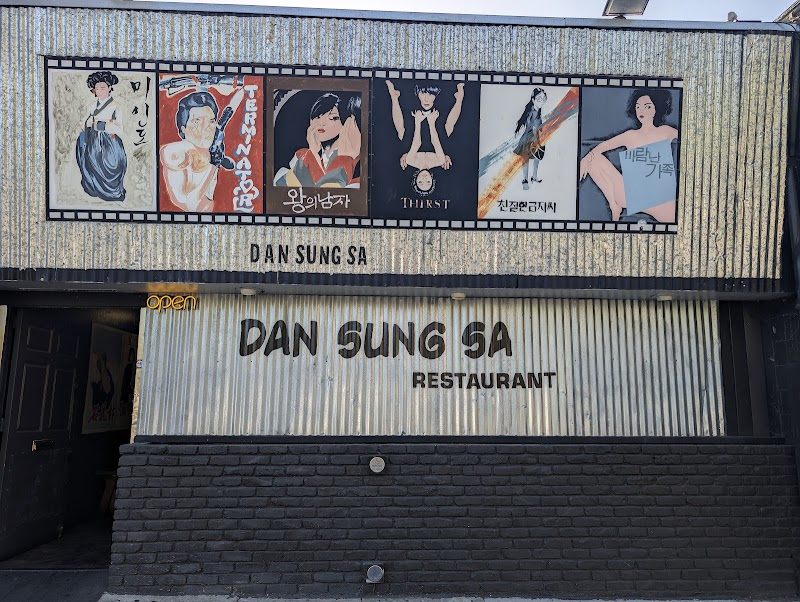 미인도
TERMINATOR
왕의남자
THIRST
친절한금자씨
바람난
가족
DAN SUNG SA
open
DAN SUNG SA
RESTAURANT